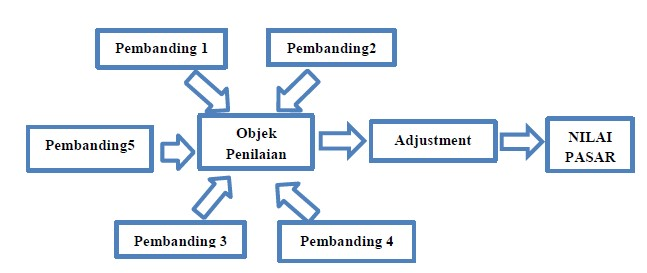 Pembanding 1
Pembanding2
Pembanding5
Objek
Penilaian
Adjustment
NILAI
PASAR
Pembanding 3
Pembanding 4